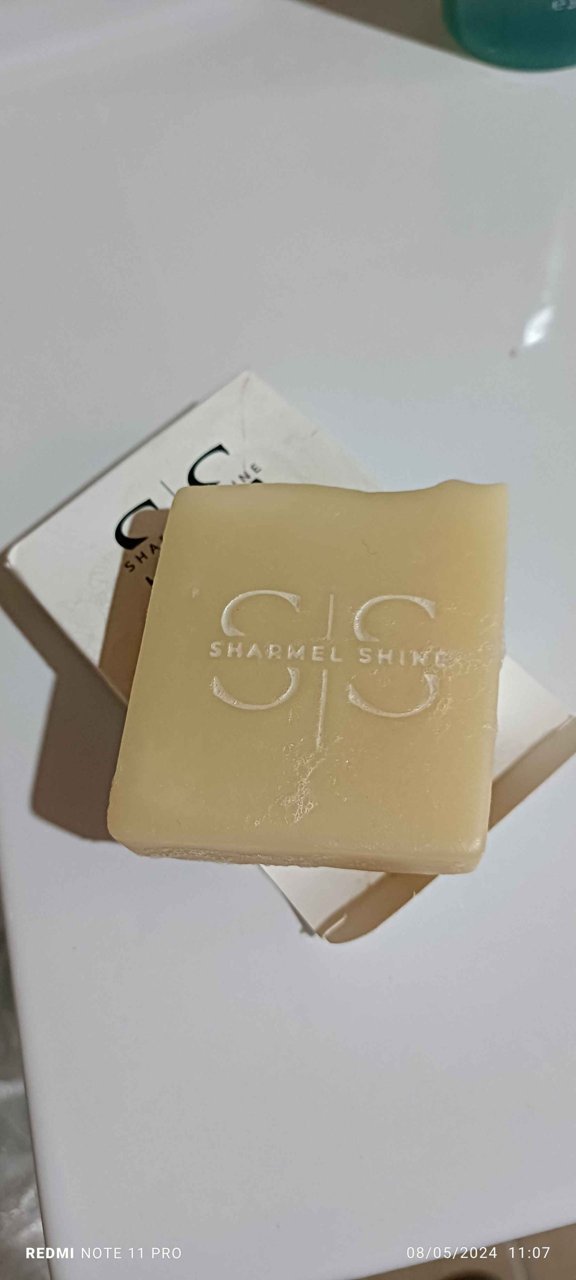 S|S
SHARMEL SHINE
REDMI NOTE 11 PRO
08/05/2024 11:07